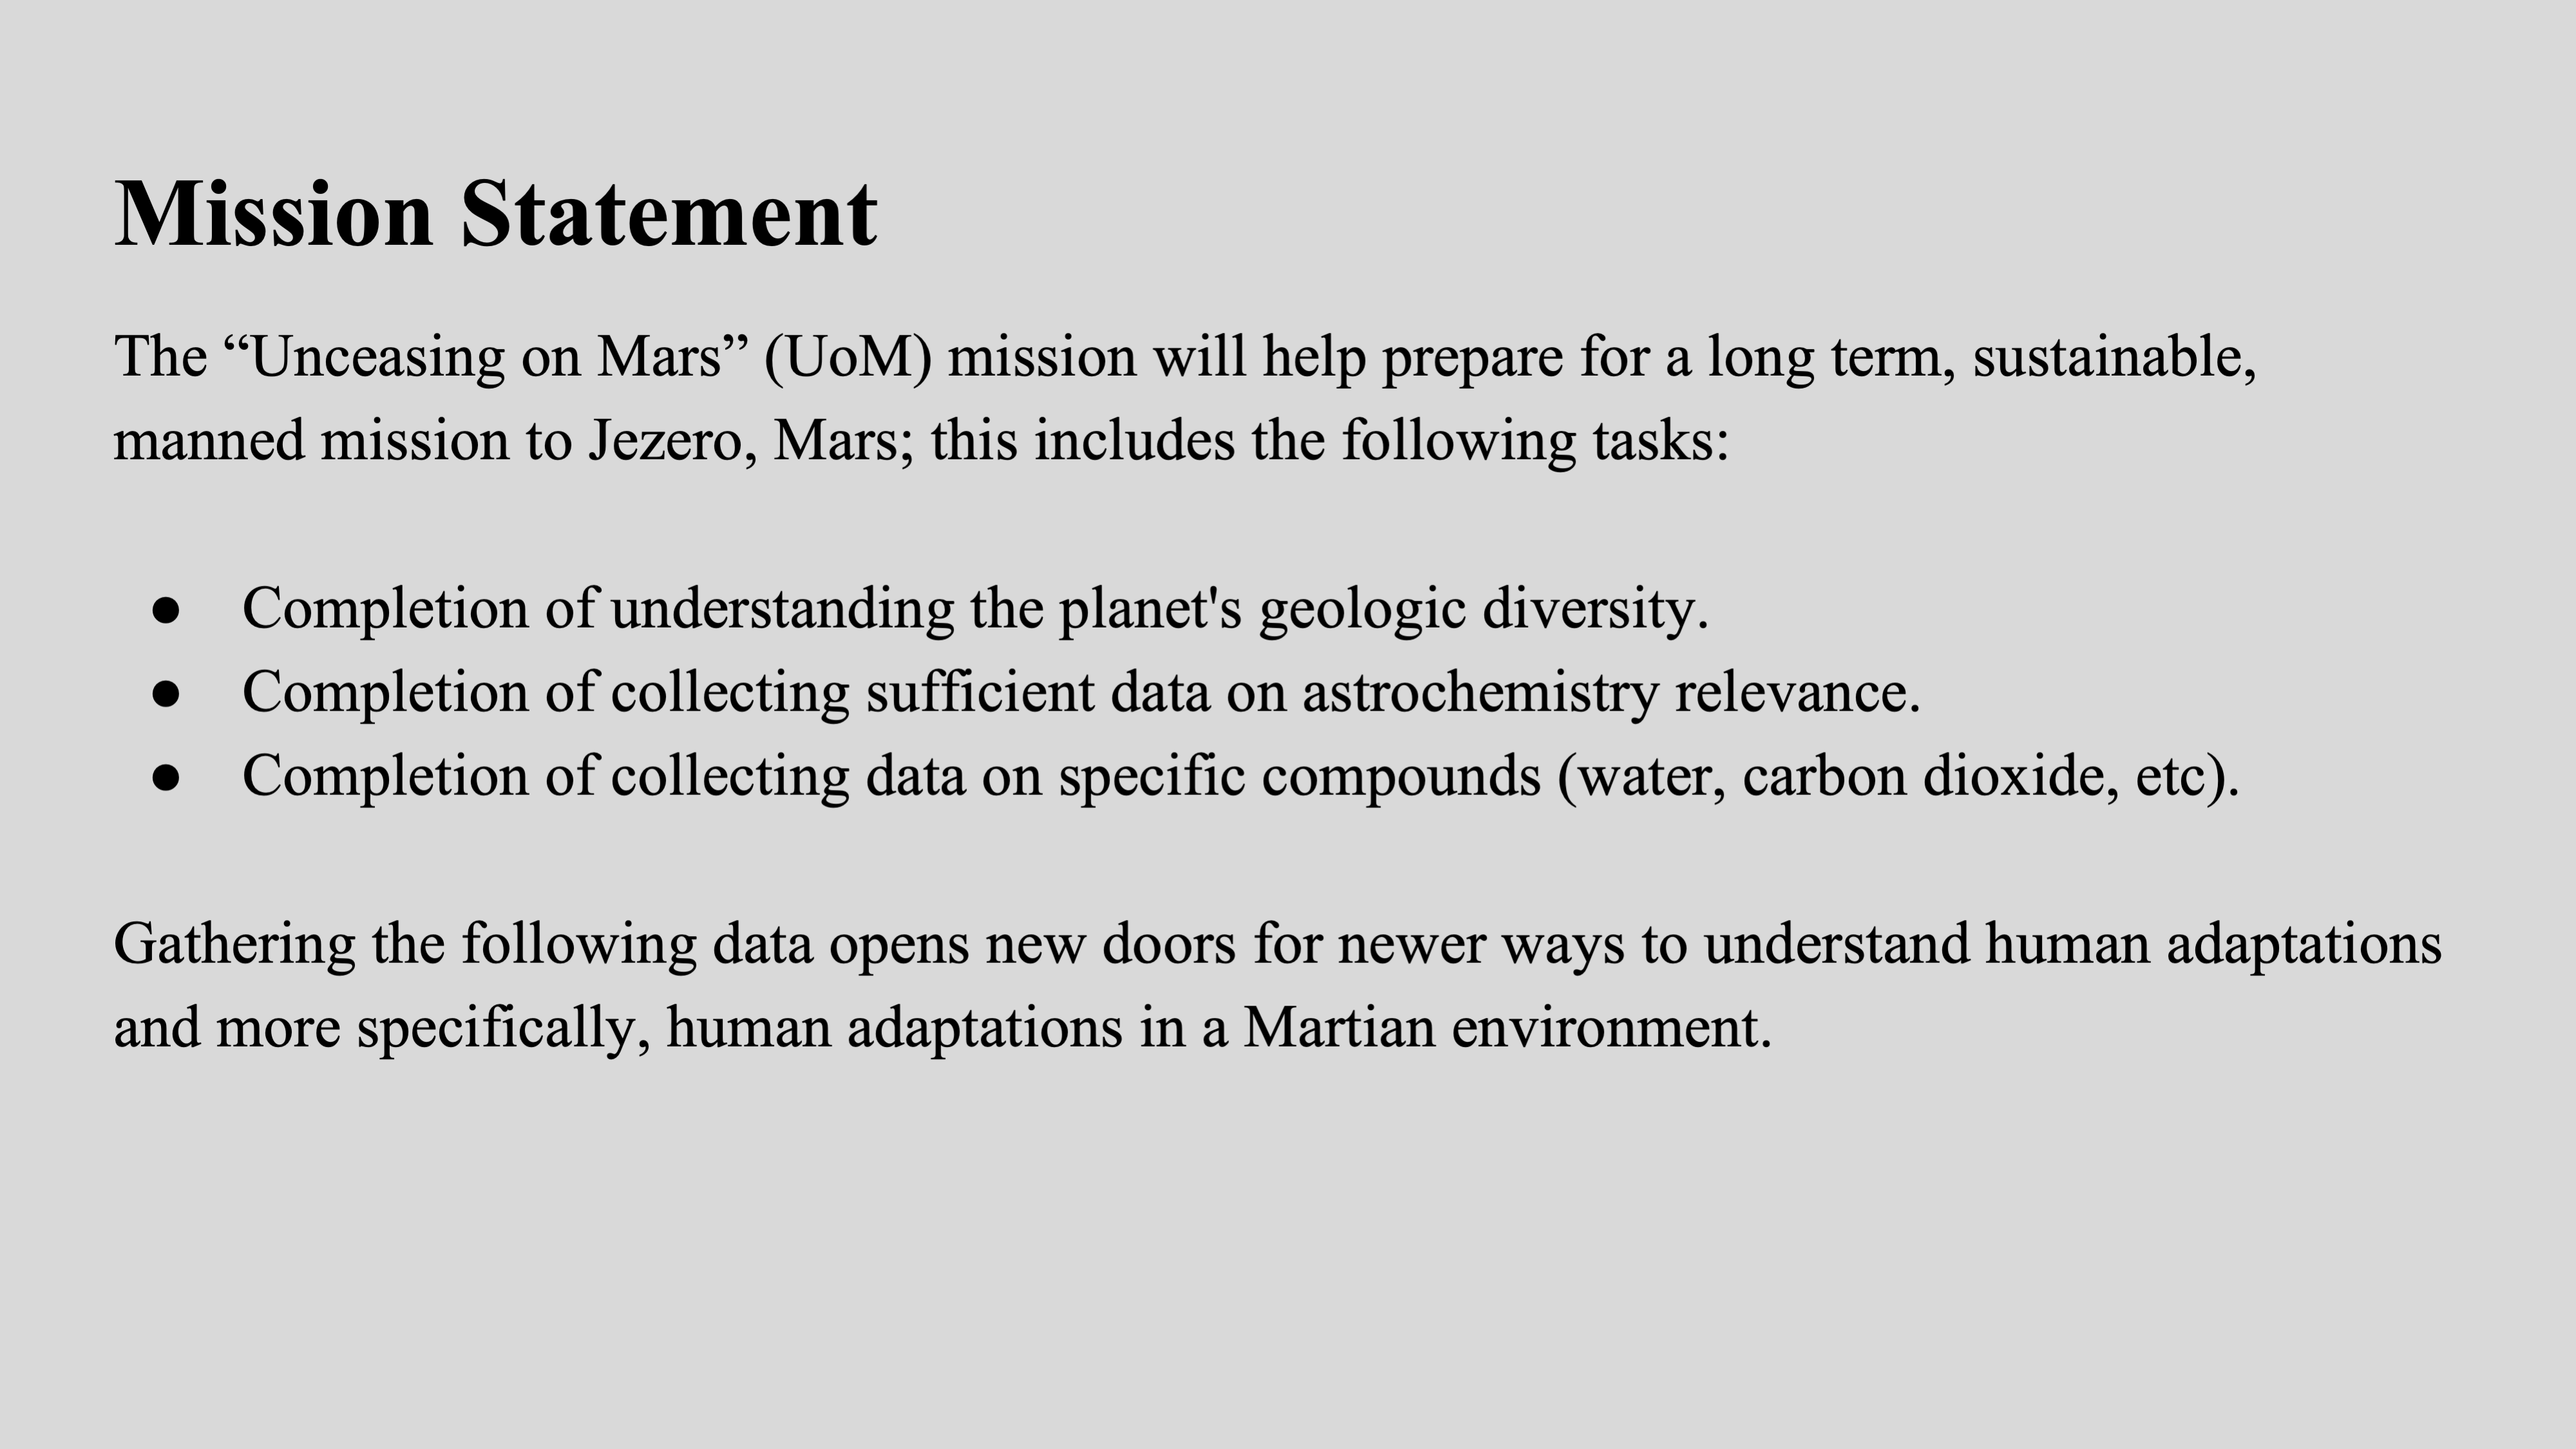 Mission Statement
The “Unceasing on Mars” (UoM) mission will help prepare for a long term, sustainable,
manned mission to Jezero, Mars; this includes the following tasks:
● Completion of understanding the planet's geologic diversity.
● Completion of collecting sufficient data on astrochemistry relevance.
● Completion of collecting data on specific compounds (water, carbon dioxide, etc).
Gathering the following data opens new doors for newer ways to understand human adaptations
and more specifically, human adaptations in a Martian environment.